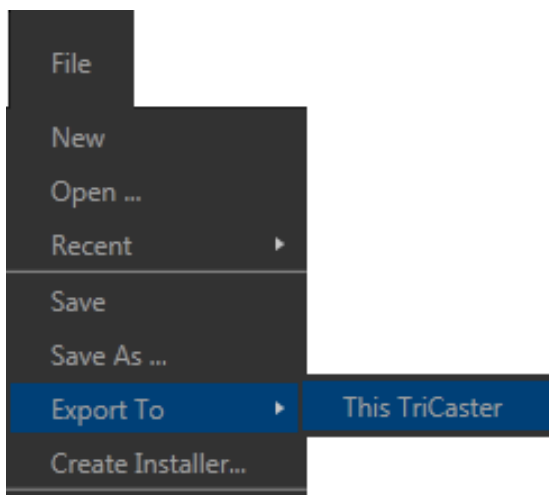 File
New
Open ...
Recent
Save
Save As ...
Export To
This TriCaster
Create Installer...